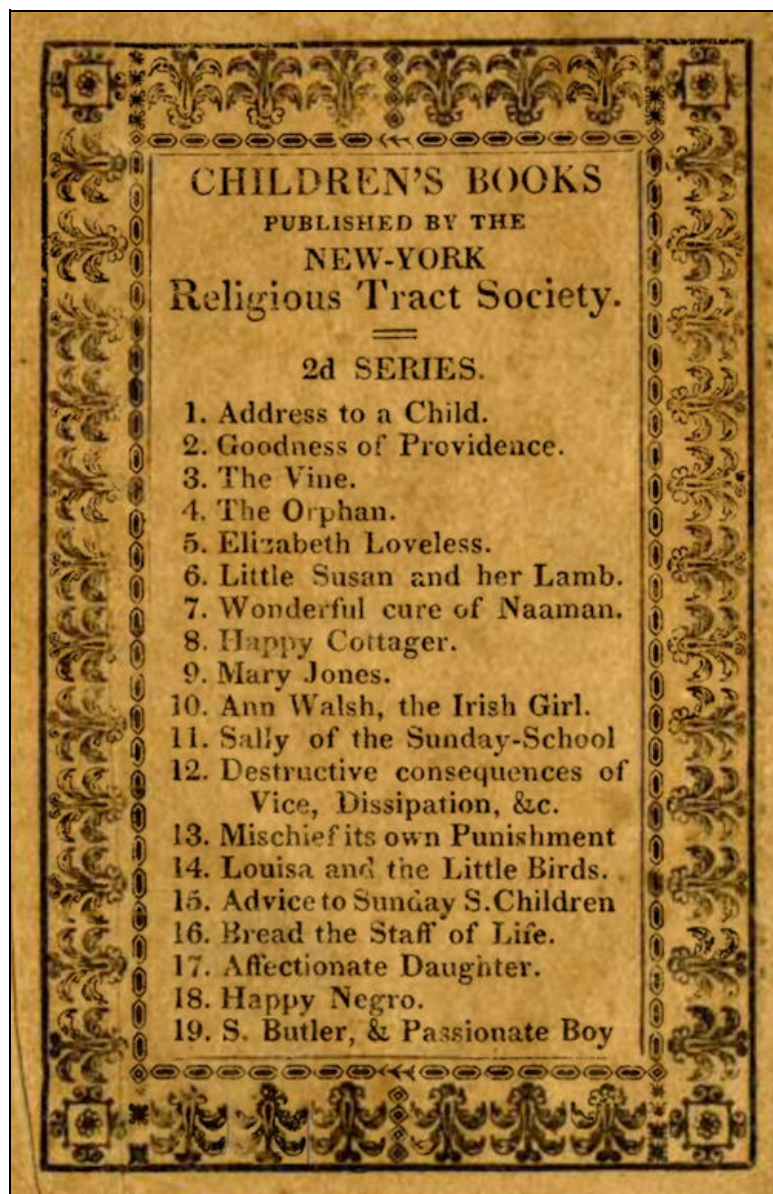 CHILDREN'S BOOKS
PUBLISHED BY THE
NEW-YORK
Religious Tract Society.
2d SERIES.
1. Address to a Child.
2. Goodness of Providence.
3. The Vine.
4. The Orphan.
5. Elizabeth Loveless.
6. Little Susan and her Lamb.
7. Wonderful cure of Naaman.
8. Happy Cottager.
9. Mary Jones.
10. Ann Walsh, the Irish Girl.
11. Sally of the Sunday-School
12. Destructive consequences of
Vice, Dissipation, &c.
13. Mischief its own Punishment
14. Louisa and the Little Birds.
15. Advice to Sunday S. Children
16. Bread the Staff of Life.
17. Affectionate Daughter.
18. Happy Negro.
19. S. Butler, & Passionate Boy